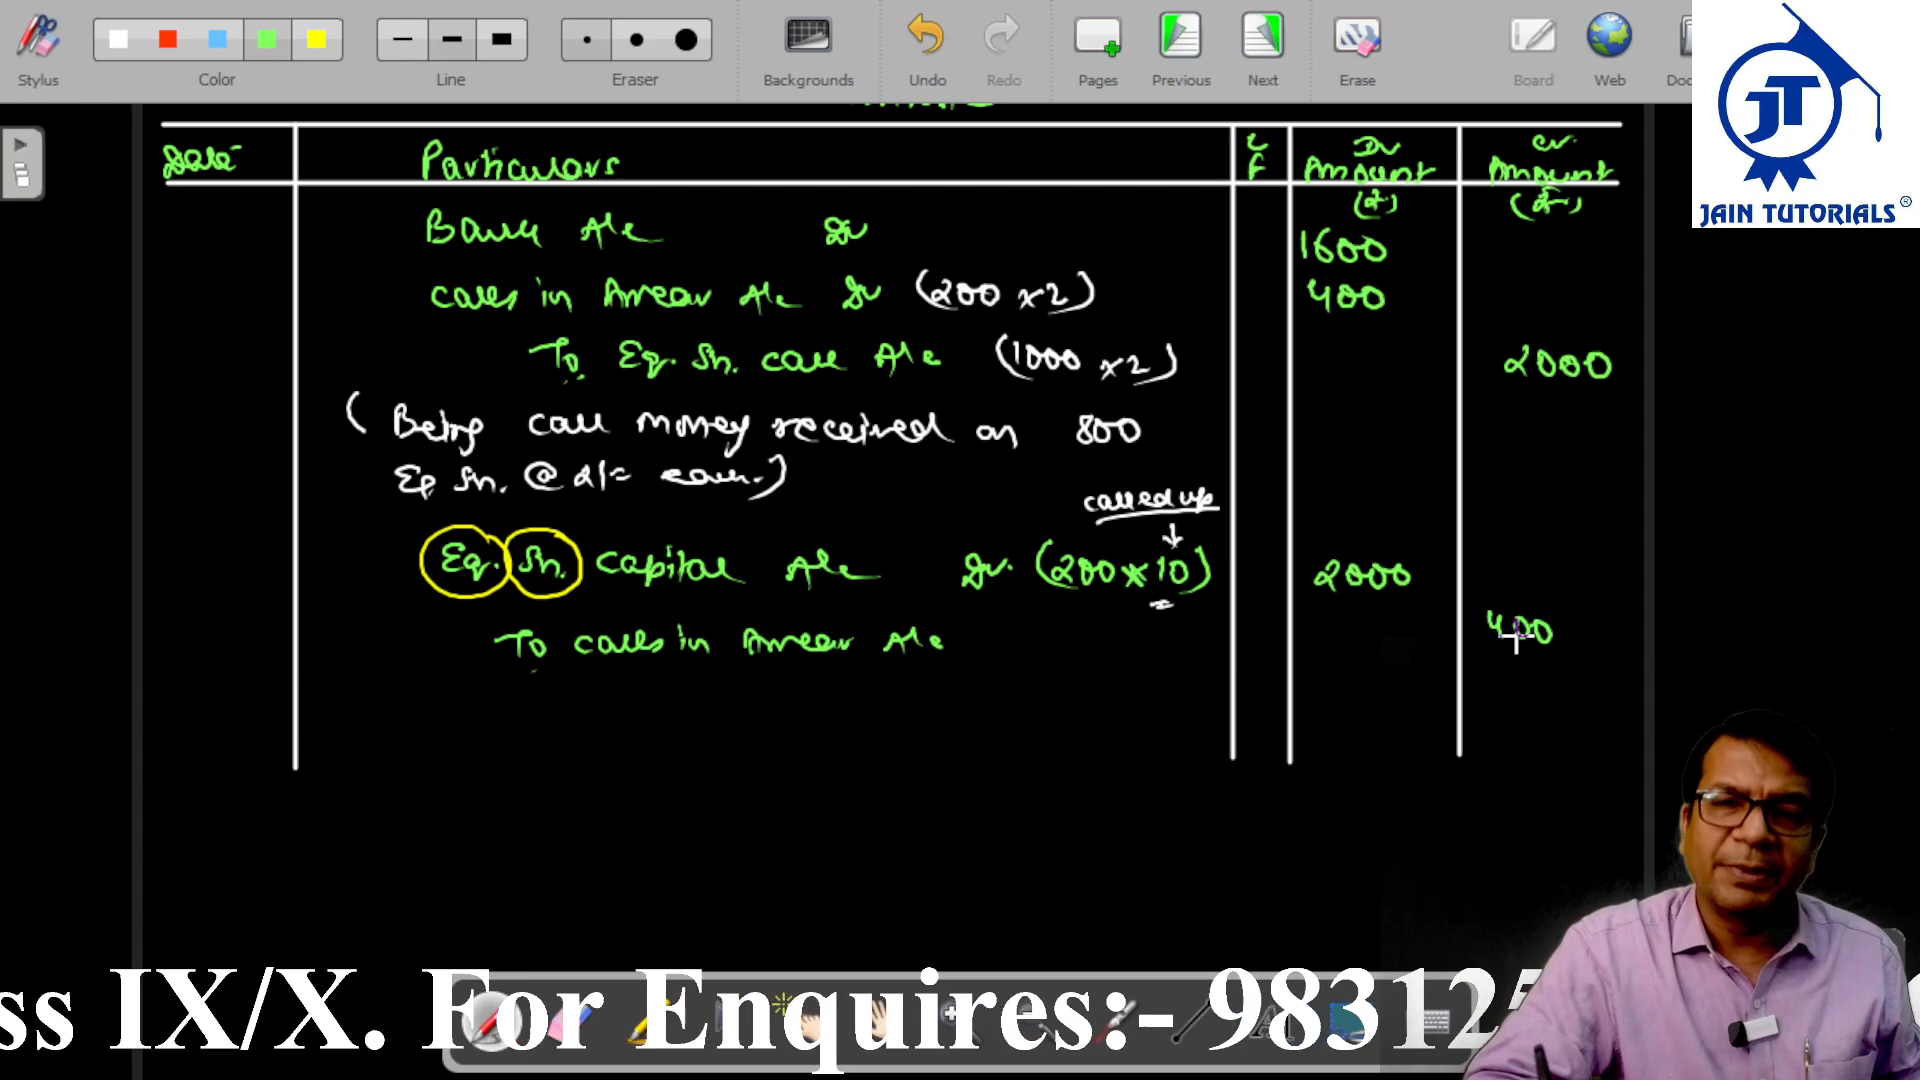 Stylus
Color
Line
Eraser
Backgrounds
Undo
Redo
Pages
Previous
Next
Erase
Board
Web
JT
JAIN TUTORIALS®
Date Particulars L F Dr Amount (₹) Cr. Amount (₹)
Bank A/c Dr 1600
calls in Arrear A/c Dr (200 x 2) 400
To Eq. Sh. call A/c (1000 x 2) 2000
(Being call money received on 800
Eq Sh. @ 2/= each.)
called up
Eq. Sh. Capital A/c Dr. (200 x 10) 2000
To calls in Arrear A/c 400
ss IX/X. For Enquires:- 98312